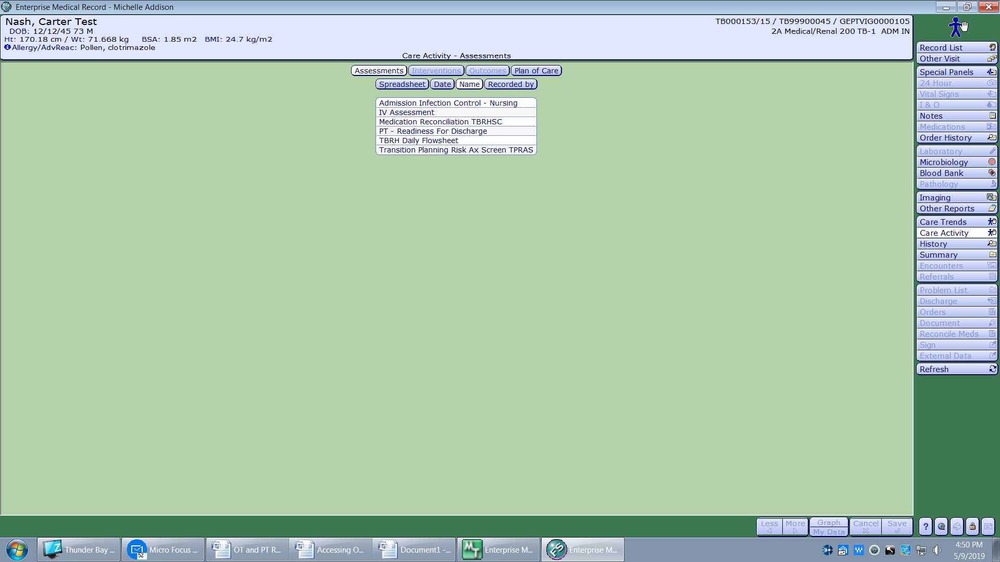 Enterprise Medical Record - Michelle Addison
Nash, Carter Test
DOB: 12/12/45 73 M
Ht: 170.18 cm / Wt: 71.668 kg BSA: 1.85 m2 BMI: 24.7 kg/m2
Allergy/AdvReac: Pollen, clotrimazole
TB000153/15 / TB99900045 / GEPTVIG0000105
2A Medical/Renal 200 TB-1 ADM IN
Care Activity - Assessments
Assessments Interventions Outcomes Plan of Care
Spreadsheet Date Name Recorded by
Admission Infection Control - Nursing
IV Assessment
Medication Reconciliation TBRHSC
PT - Readiness For Discharge
TBRH Daily Flowsheet
Transition Planning Risk Ax Screen TPRAS
Record List
Other Visit
Special Panels
24 Hour
Vital Signs
I & O
Notes
Medications
Order History
Laboratory
Microbiology
Blood Bank
Pathology
Imaging
Other Reports
Care Trends
Care Activity
History
Summary
Encounters
Referrals
Problem List
Discharge
Orders
Document
Reconcile Meds
Sign
External Data
Refresh
Less More Graph Cancel Save
My Data
?
Thunder Bay ... Micro Focus ... OT and PT R... Accessing O... Document1 -... Enterprise M... Enterprise M...
52
4:50 PM
5/9/2019